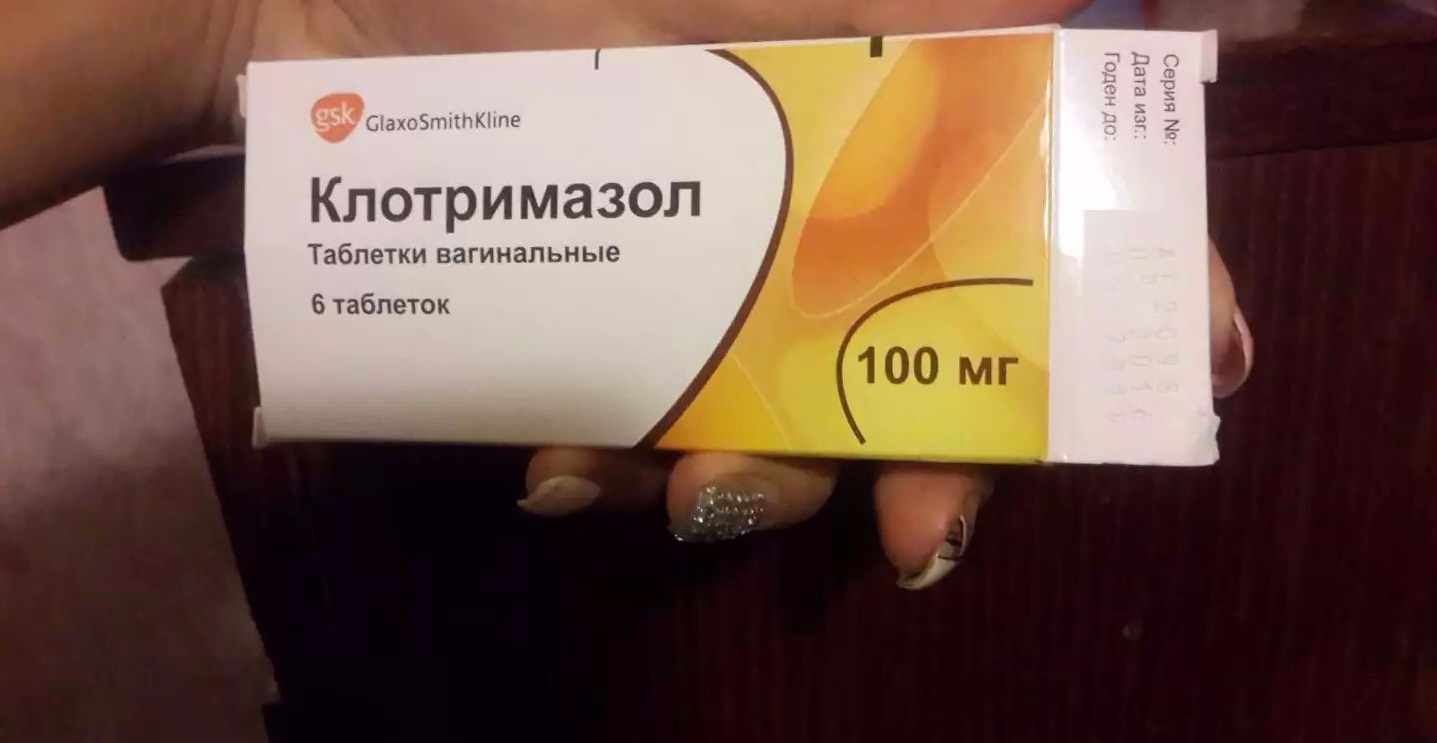 gsk GlaxoSmithKline
Клотримазол
Таблетки вагинальные
6 таблеток
100 мг
Серия №:
Дата изг.:
Годен до: